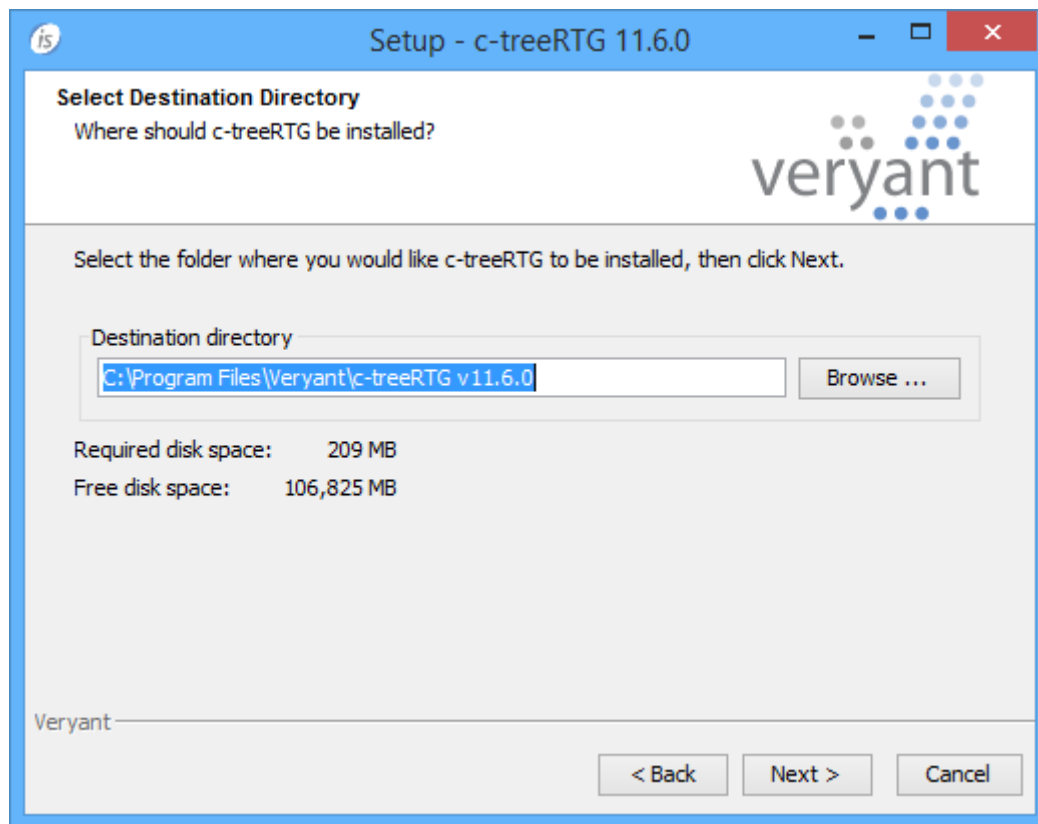 is
Setup - c-treeRTG 11.6.0
Select Destination Directory
Where should c-treeRTG be installed?
veryant
Select the folder where you would like c-treeRTG to be installed, then click Next.
Destination directory
C:\Program Files\Veryant\c-treeRTG v11.6.0
Browse ...
Required disk space: 209 MB
Free disk space: 106,825 MB
Veryant
< Back Next > Cancel